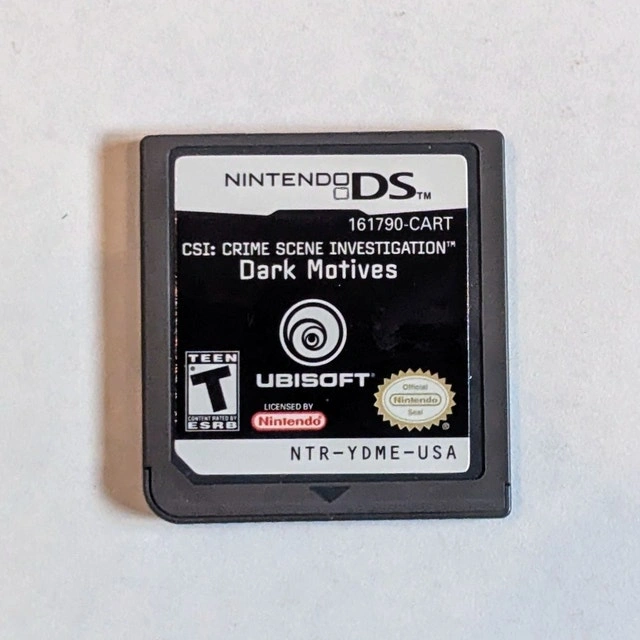 NINTENDO DS™
161790-CART
CSI: CRIME SCENE INVESTIGATION™
Dark Motives
UBISOFT®
TEEN
T
CONTENT RATED BY
ESRB
LICENSED BY
Nintendo®
Official
Nintendo
Seal
®
NTR-YDME-USA